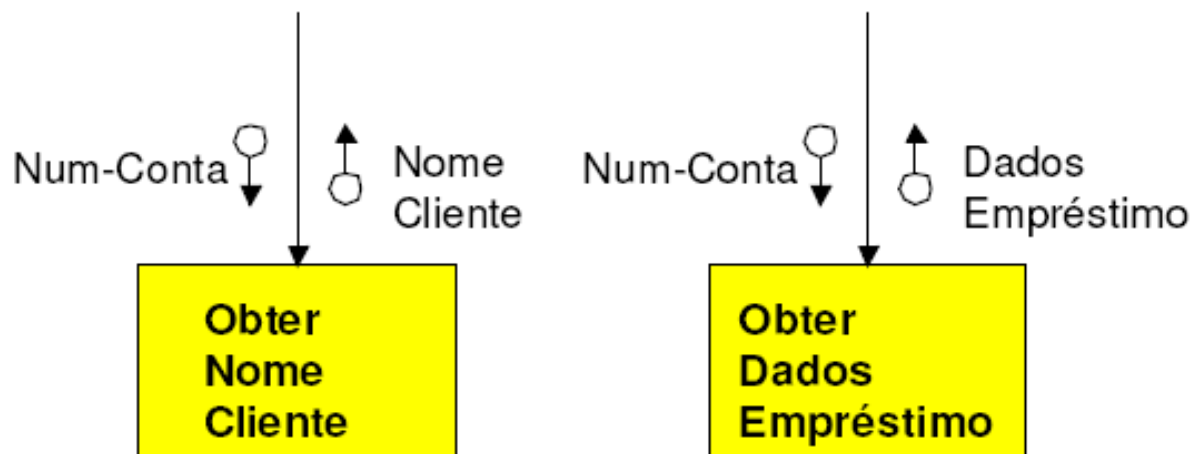 Num-Conta
Nome
Cliente
Obter
Nome
Cliente
Num-Conta
Dados
Empréstimo
Obter
Dados
Empréstimo